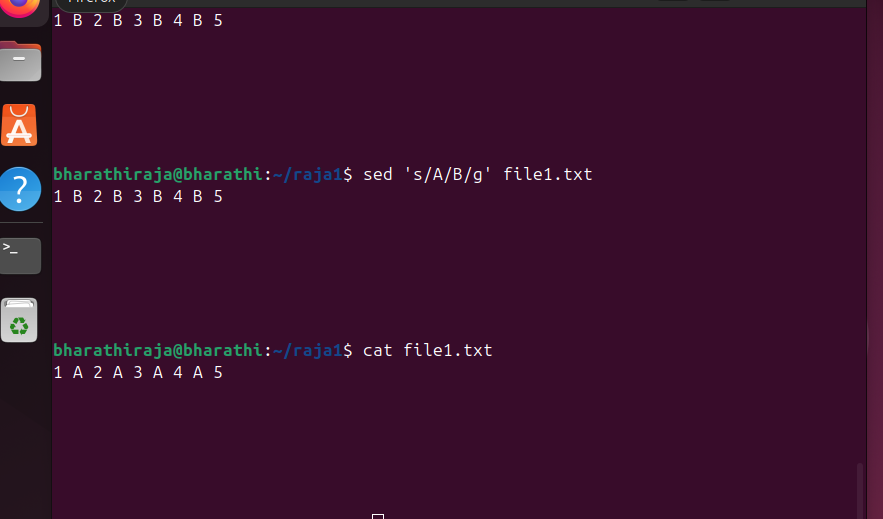 1 B 2 B 3 B 4 B 5
bharathiraja@bharathi:~/raja1$ sed 's/A/B/g' file1.txt
1 B 2 B 3 B 4 B 5
bharathiraja@bharathi:~/raja1$ cat file1.txt
1 A 2 A 3 A 4 A 5